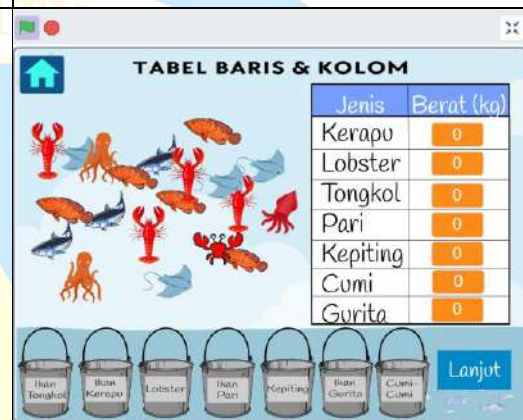 TABEL BARIS & KOLOM
Jenis Berat (kg)
Kerapu 0
Lobster 0
Tongkol 0
Pari 0
Kepiting 0
Cumi 0
Gurita 0
Ikan Tongkol
Ikan Kerapu
Lobster
Ikan Pari
Kepiting
Ikan Gurita
Cumi-Cumi
Lanjut